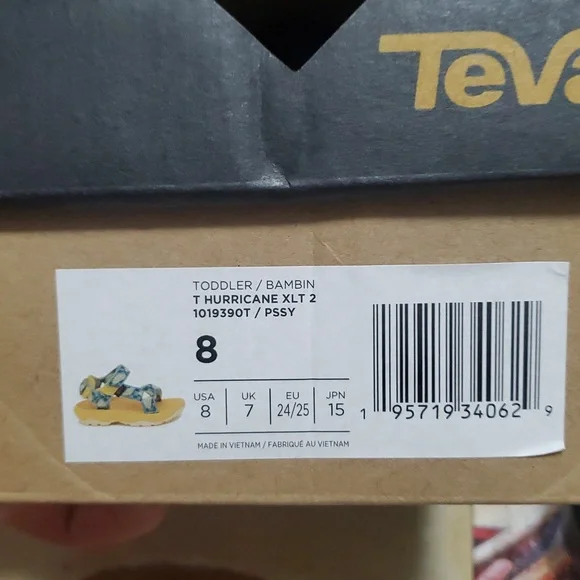 Teva
TODDLER / BAMBIN
T HURRICANE XLT 2
1019390T / PSSY
8
USA UK EU JPN
8 7 24/25 15
1 95719 34062 9
MADE IN VIETNAM / FABRIQUÉ AU VIETNAM